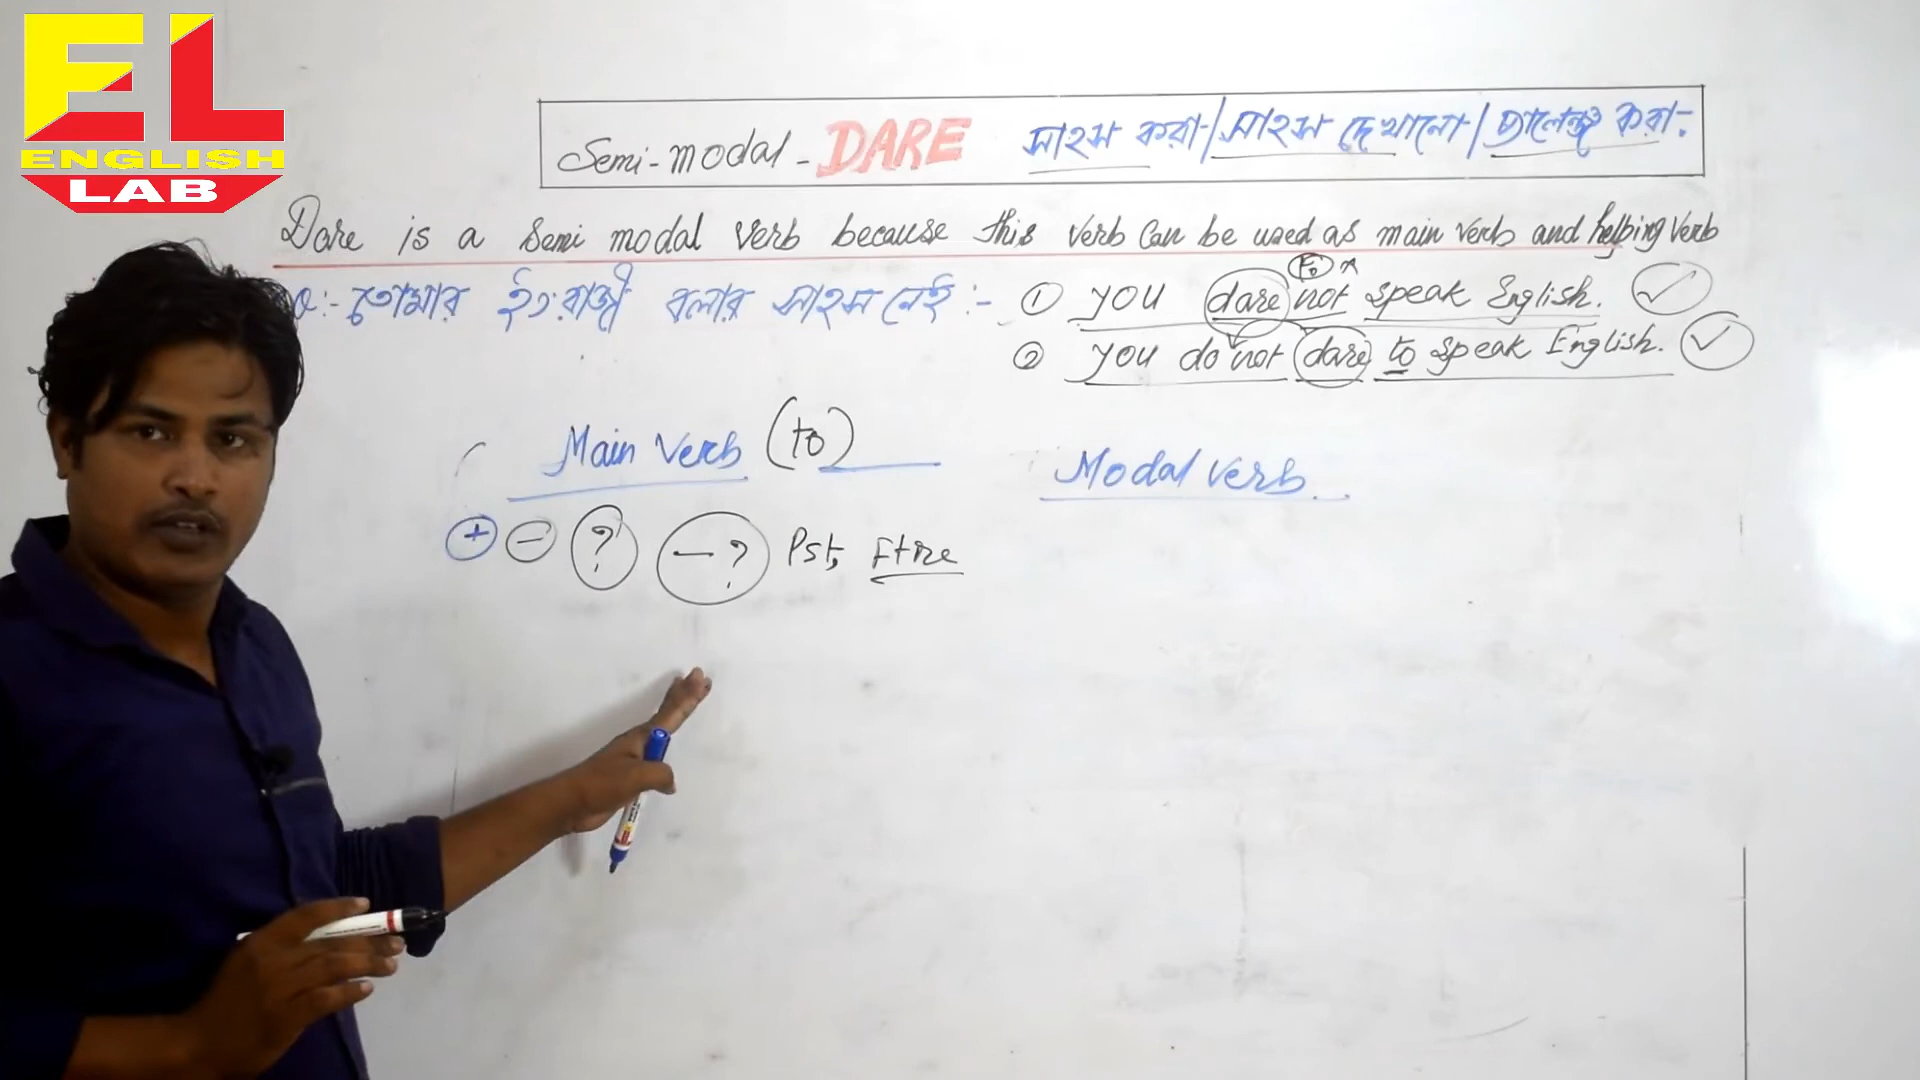 EL
ENGLISH
LAB
Semi-modal - DARE সাহস করা/সাহস দেখানো/চ্যালেঞ্জ করা:
Dare is a semi modal verb because this verb can be used as main verb and helping verb
Q:- তোমার ইংরাজী বলার সাহস নেই :-
① you dare not speak English. ✓
② you do not dare to speak English. ✓
Main verb (to)
Modal verb
+ - ? -? Pst,